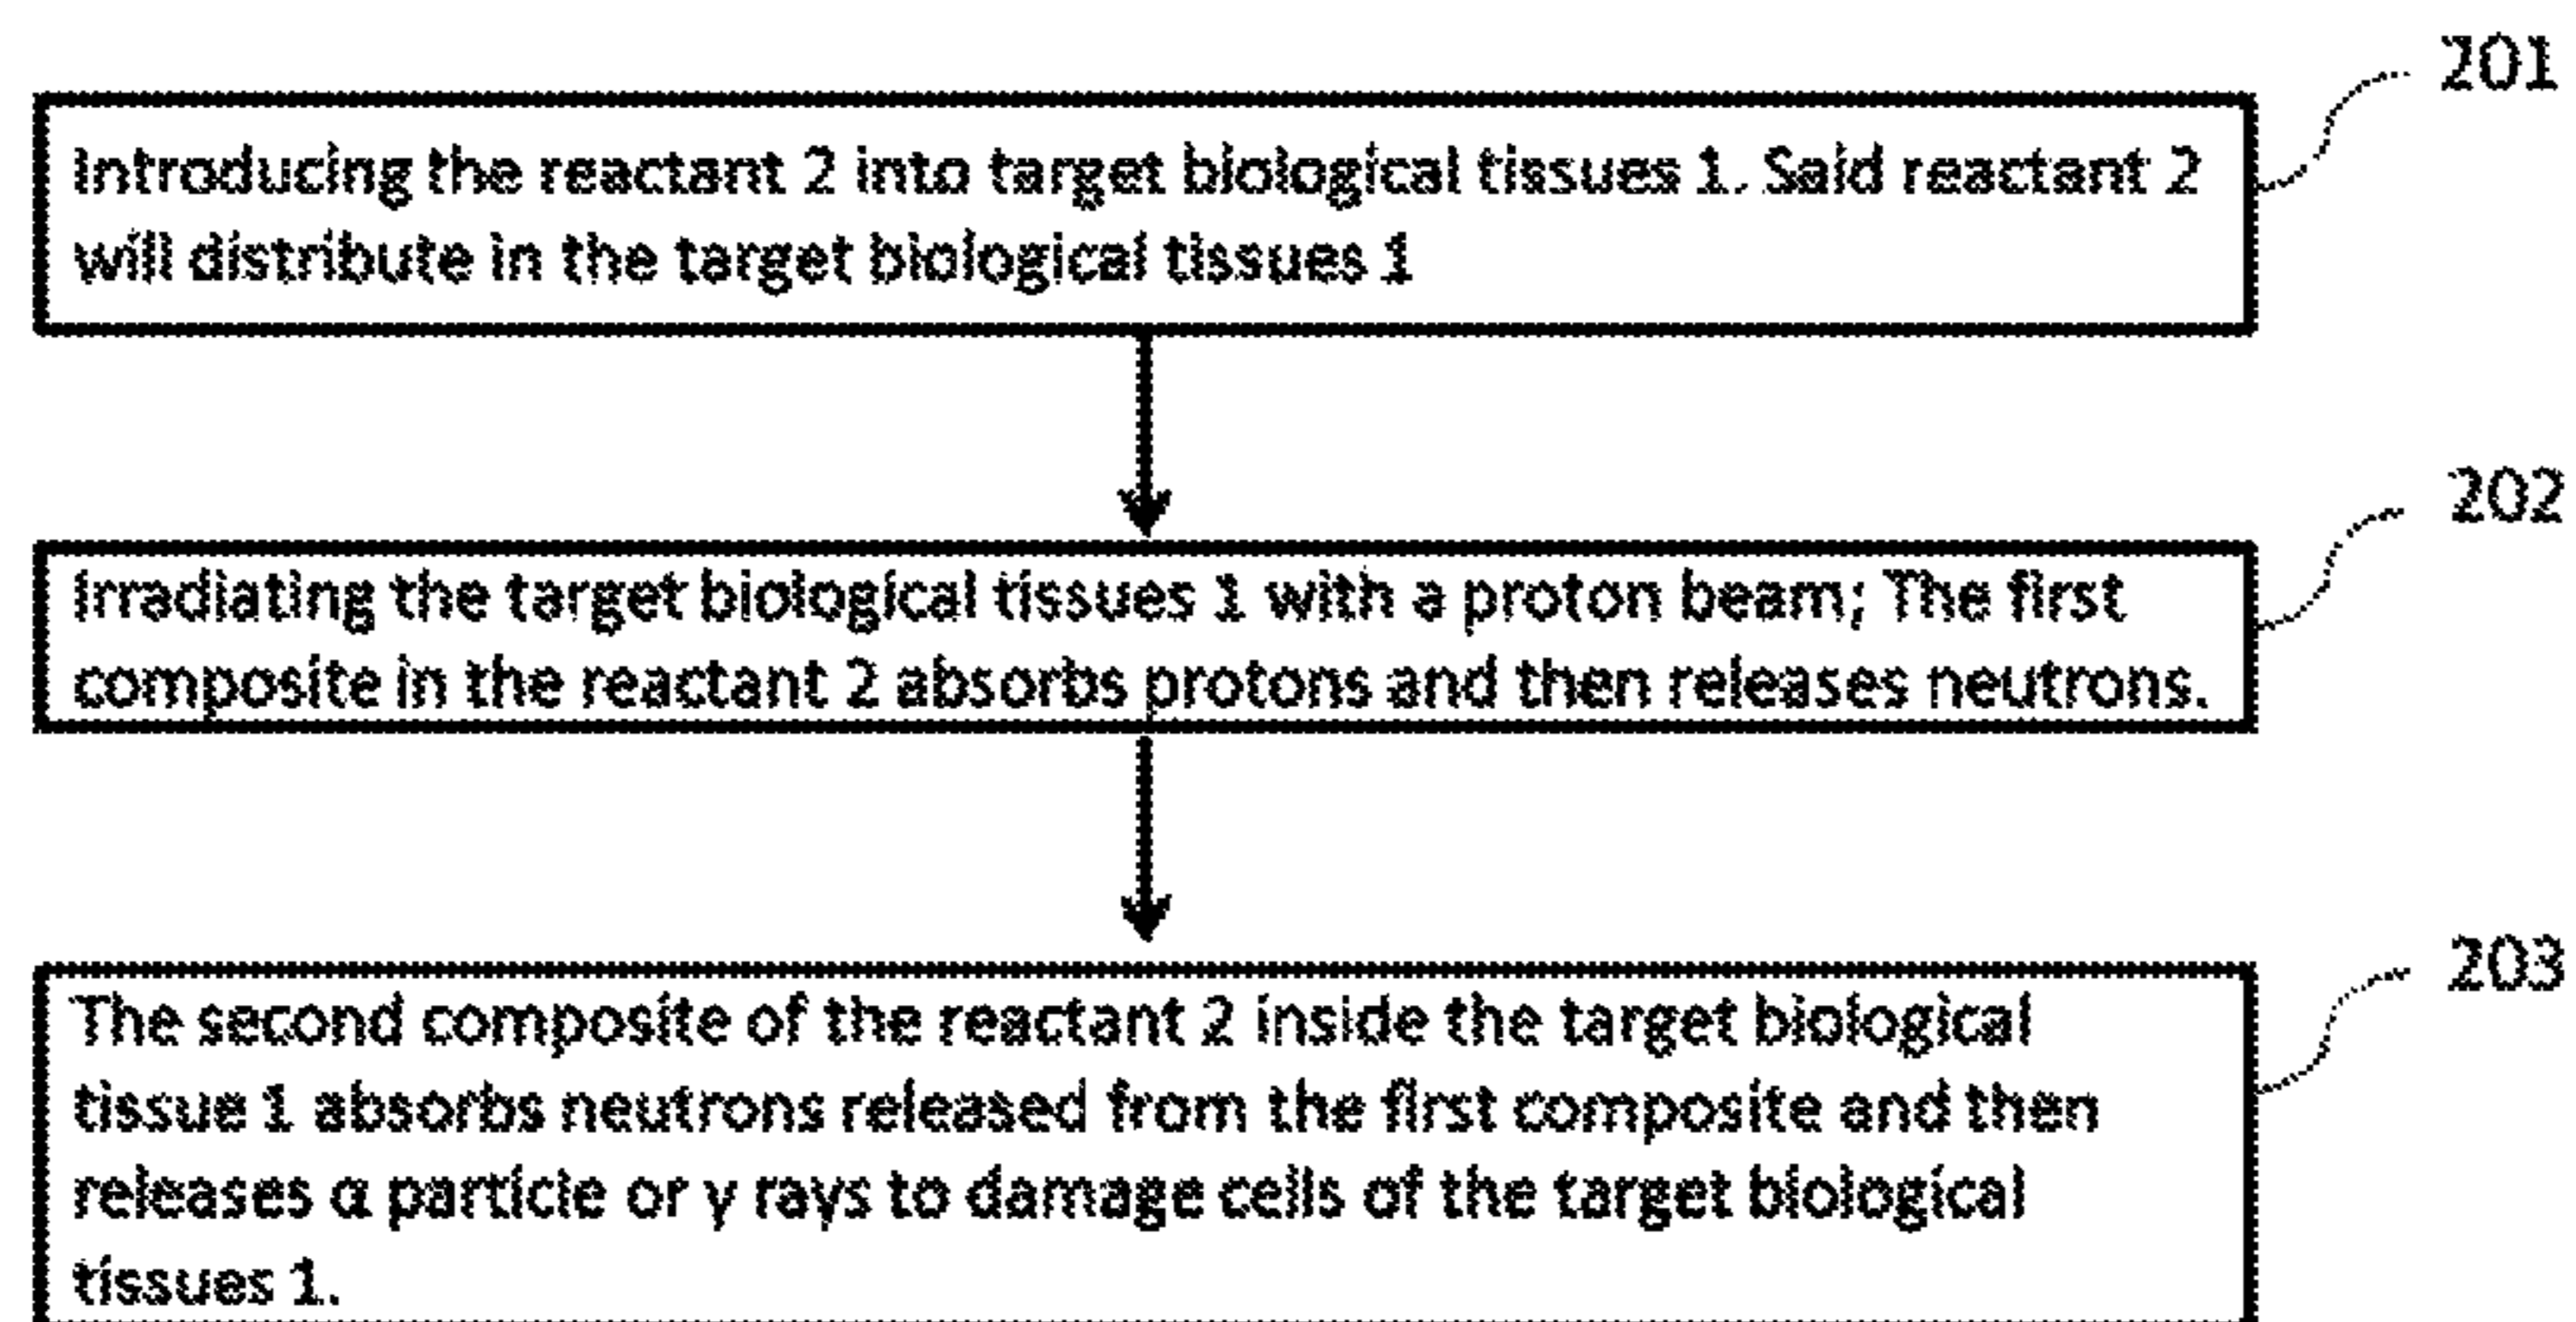 201
Introducing the reactant 2 into target biological tissues 1. Said reactant 2
will distribute in the target biological tissues 1
202
Irradiating the target biological tissues 1 with a proton beam; The first
composite in the reactant 2 absorbs protons and then releases neutrons.
203
The second composite of the reactant 2 inside the target biological
tissue 1 absorbs neutrons released from the first composite and then
releases α particle or γ rays to damage cells of the target biological
tissues 1.